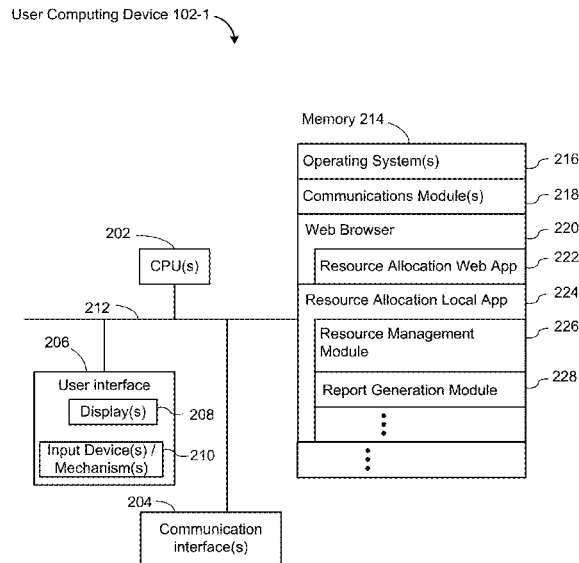 User Computing Device 102-1
Memory 214
Operating System(s)
216
Communications Module(s)
218
Web Browser
220
Resource Allocation Web App
222
Resource Allocation Local App
224
Resource Management
Module
226
Report Generation Module
228
202
CPU(s)
212
206
User interface
Display(s)
208
Input Device(s) /
Mechanism(s)
210
204
Communication
interface(s)